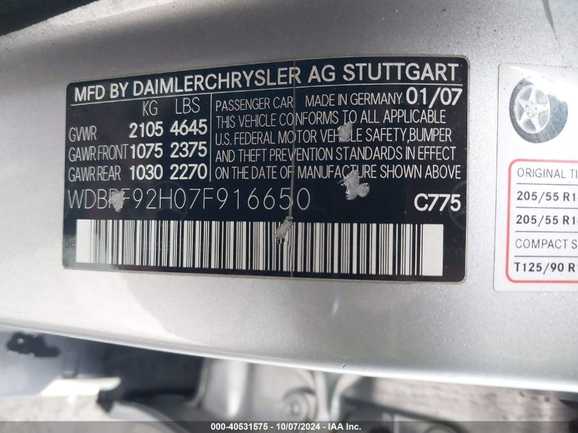 MFD BY DAIMLERCHRYSLER AG STUTTGART
KG LBS
GVWR 2105 4645
GAWR FRONT 1075 2375
GAWR REAR 1030 2270
PASSENGER CAR MADE IN GERMANY 01/07
THIS VEHICLE CONFORMS TO ALL APPLICABLE
U.S. FEDERAL MOTOR VEHICLE SAFETY, BUMPER
AND THEFT PREVENTION STANDARDS IN EFFECT
ON THE DATE OF MANUFACTURE SHOWN ABOVE
C775
ORIGINAL
205/55
205/55
COMPACT
T125/90
000--40531575 - 10/07/2024 - © IAA